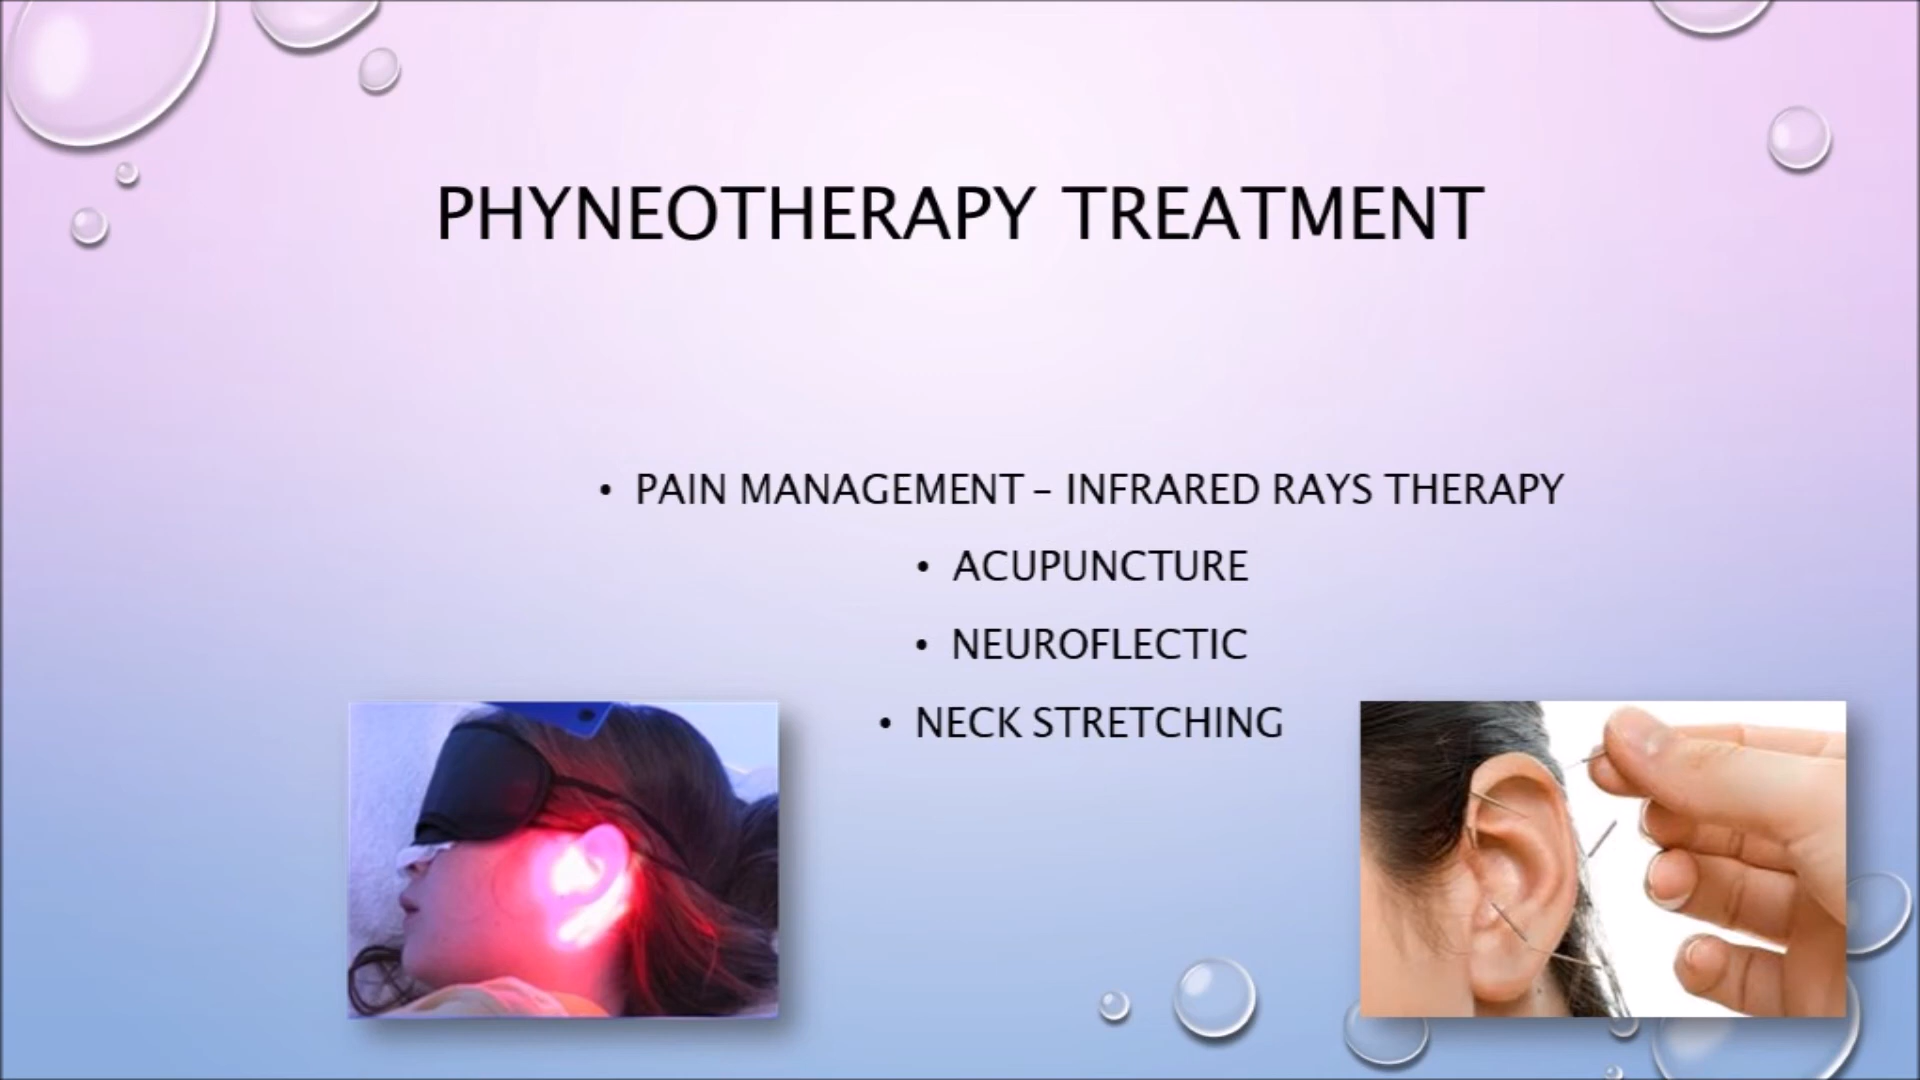 PHYNEOTHERAPY TREATMENT
• PAIN MANAGEMENT – INFRARED RAYS THERAPY
• ACUPUNCTURE
• NEUROFLECTIC
• NECK STRETCHING